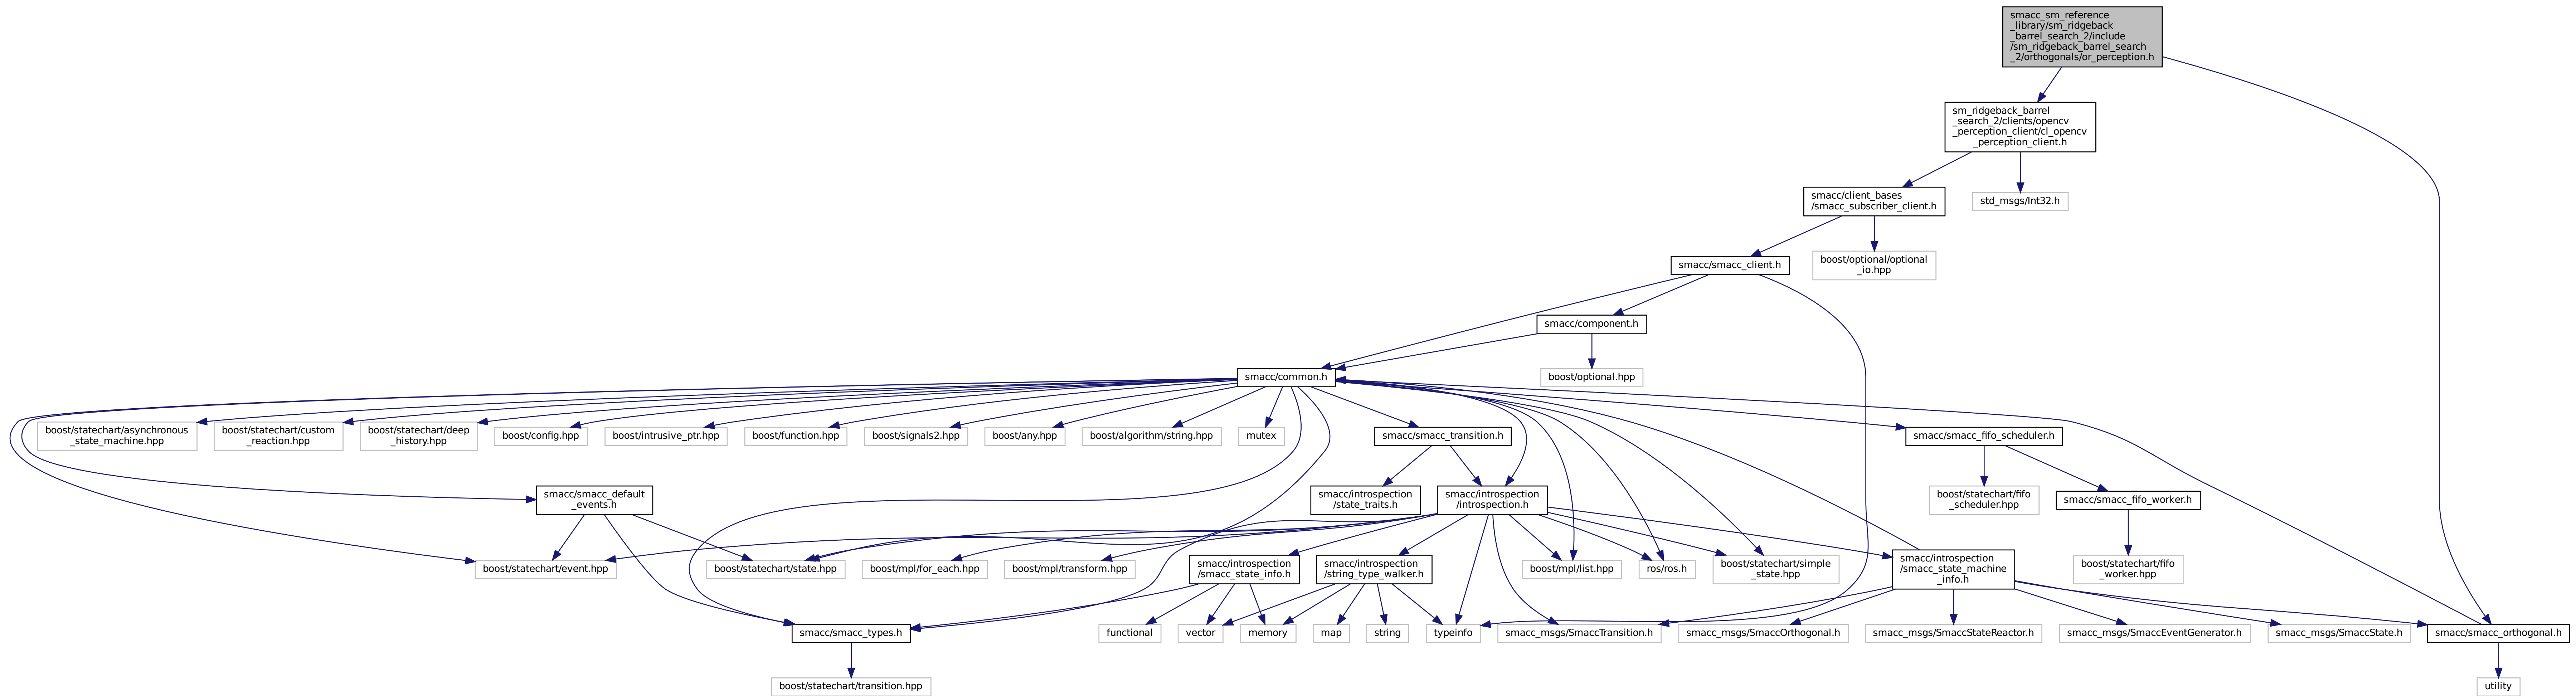 smacc_sm_reference
_library/sm_ridgeback
_barrel_search_2/include
/sm_ridgeback_barrel_search
_2/orthogonals/or_perception.h
sm_ridgeback_barrel
_search_2/clients/opencv
_perception_client/cl_opencv
_perception_client.h
smacc/client_bases
/smacc_subscriber_client.h
std_msgs/Int32.h
smacc/smacc_client.h
boost/optional/optional
_io.hpp
smacc/component.h
smacc/common.h
boost/optional.hpp
boost/statechart/asynchronous
_state_machine.hpp
boost/statechart/custom
_reaction.hpp
boost/statechart/deep
_history.hpp
boost/config.hpp
boost/intrusive_ptr.hpp
boost/function.hpp
boost/signals2.hpp
boost/any.hpp
boost/algorithm/string.hpp
mutex
smacc/smacc_transition.h
smacc/smacc_fifo_scheduler.h
smacc/smacc_default
_events.h
smacc/introspection
/state_traits.h
smacc/introspection
/introspection.h
boost/statechart/fifo
_scheduler.hpp
smacc/smacc_fifo_worker.h
boost/statechart/event.hpp
boost/statechart/state.hpp
boost/mpl/for_each.hpp
boost/mpl/transform.hpp
smacc/introspection
/smacc_state_info.h
smacc/introspection
/string_type_walker.h
boost/mpl/list.hpp
ros/ros.h
boost/statechart/simple
_state.hpp
smacc/introspection
/smacc_state_machine
_info.h
boost/statechart/fifo
_worker.hpp
smacc/smacc_types.h
functional
vector
memory
map
string
typeinfo
smacc_msgs/SmaccTransition.h
smacc_msgs/SmaccOrthogonal.h
smacc_msgs/SmaccStateReactor.h
smacc_msgs/SmaccEventGenerator.h
smacc_msgs/SmaccState.h
smacc/smacc_orthogonal.h
boost/statechart/transition.hpp
utility